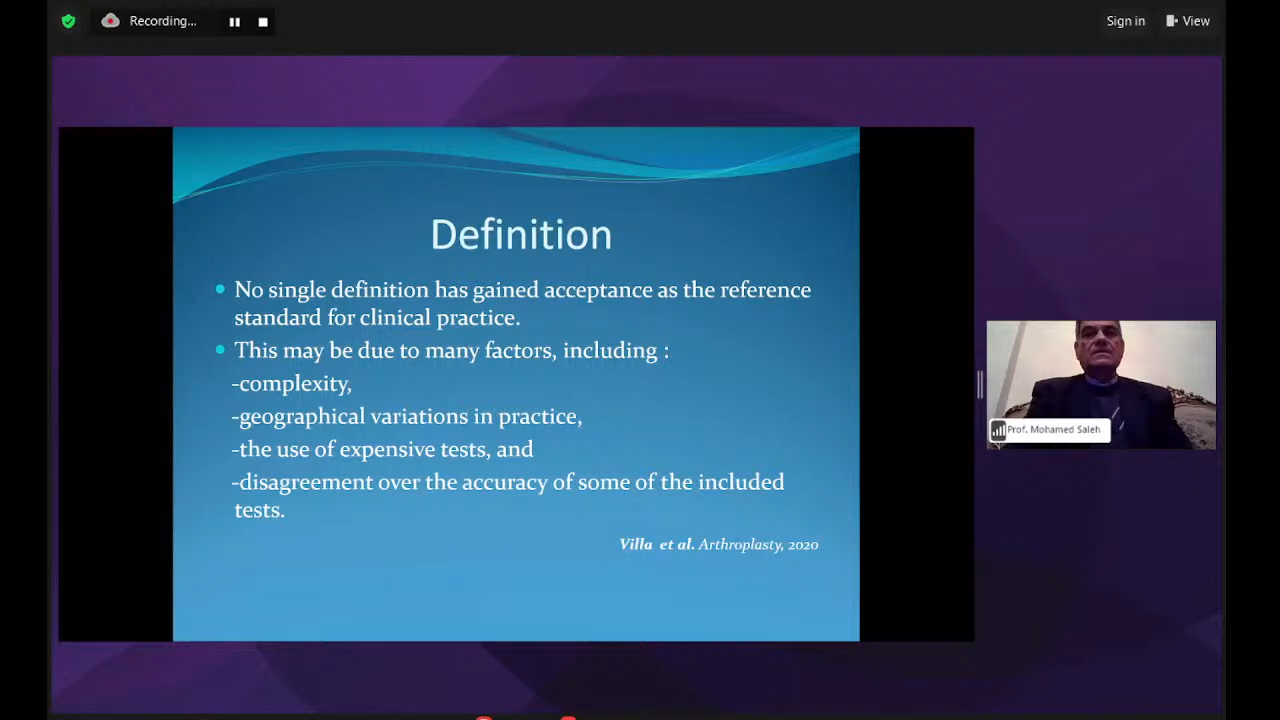 Recording...
Sign in
View
Definition
No single definition has gained acceptance as the reference
standard for clinical practice.
This may be due to many factors, including :
-complexity,
-geographical variations in practice,
-the use of expensive tests, and
-disagreement over the accuracy of some of the included
tests.
Villa et al. Arthroplasty, 2020
Prof. Mohamed Saleh